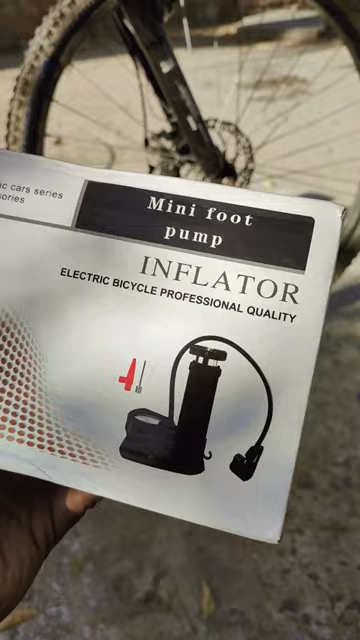 ic cars series
sories
Mini foot
pump
INFLATOR
ELECTRIC BICYCLE PROFESSIONAL QUALITY